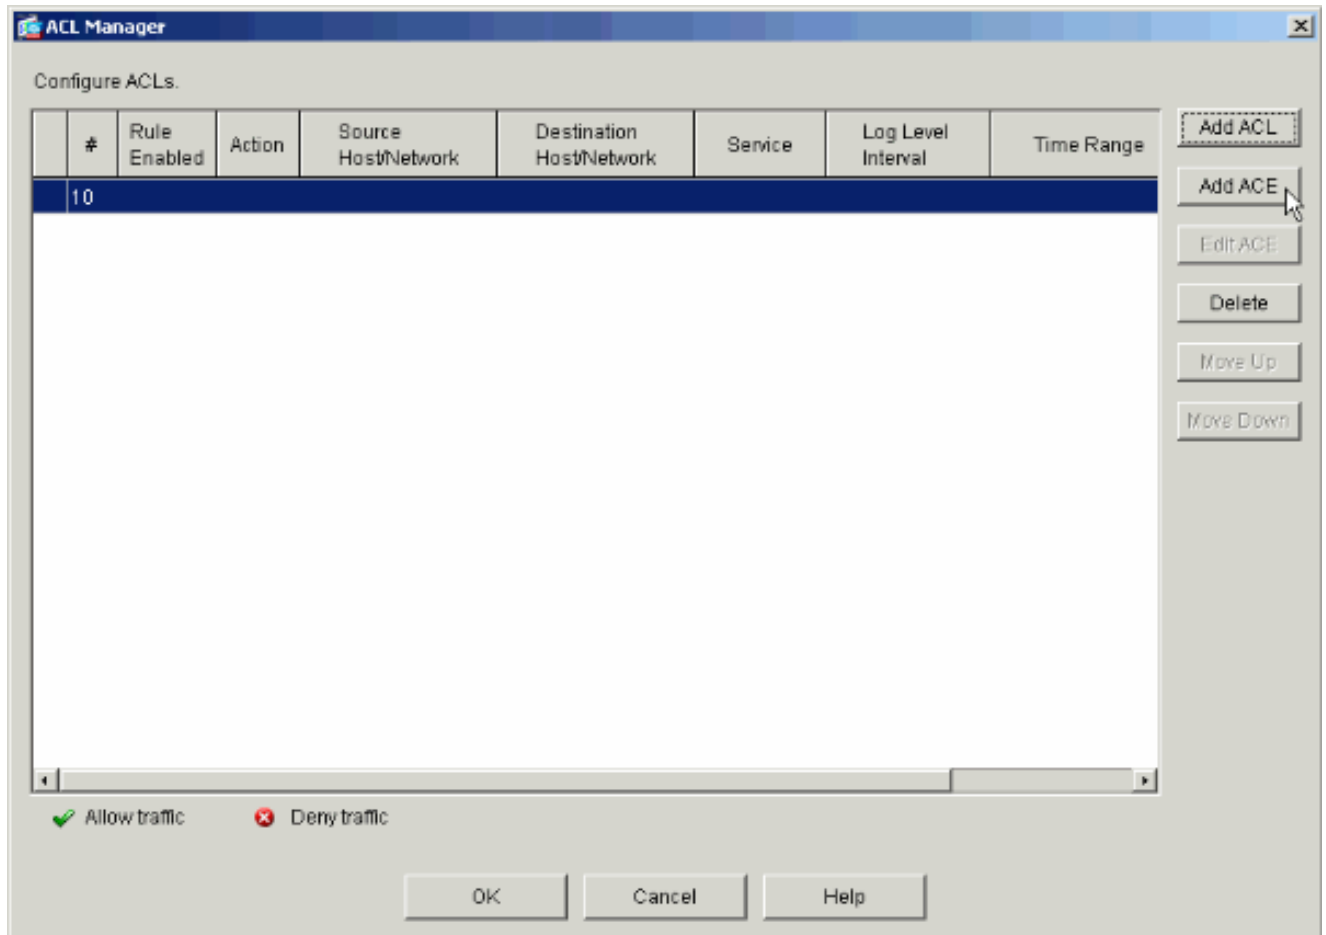 ACL Manager
Configure ACLs.
#
Rule
Enabled
Action
Source
Host/Network
Destination
Host/Network
Service
Log Level
Interval
Time Range
10
Add ACL
Add ACE
Edit ACE
Delete
Move Up
Move Down
Allow traffic
Deny traffic
OK
Cancel
Help